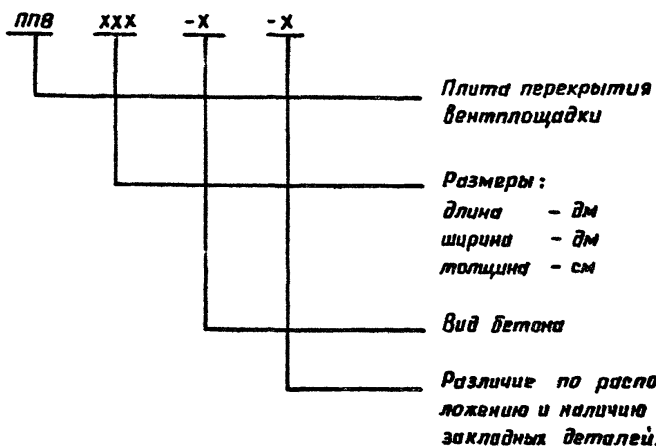 ППВ ХХХ -Х -Х
Плита перекрытия
вентплощадки
Размеры:
длина - дм
ширина - дм
толщина - см
Вид бетона
Различие по распо
ложению и наличию
закладных деталей.